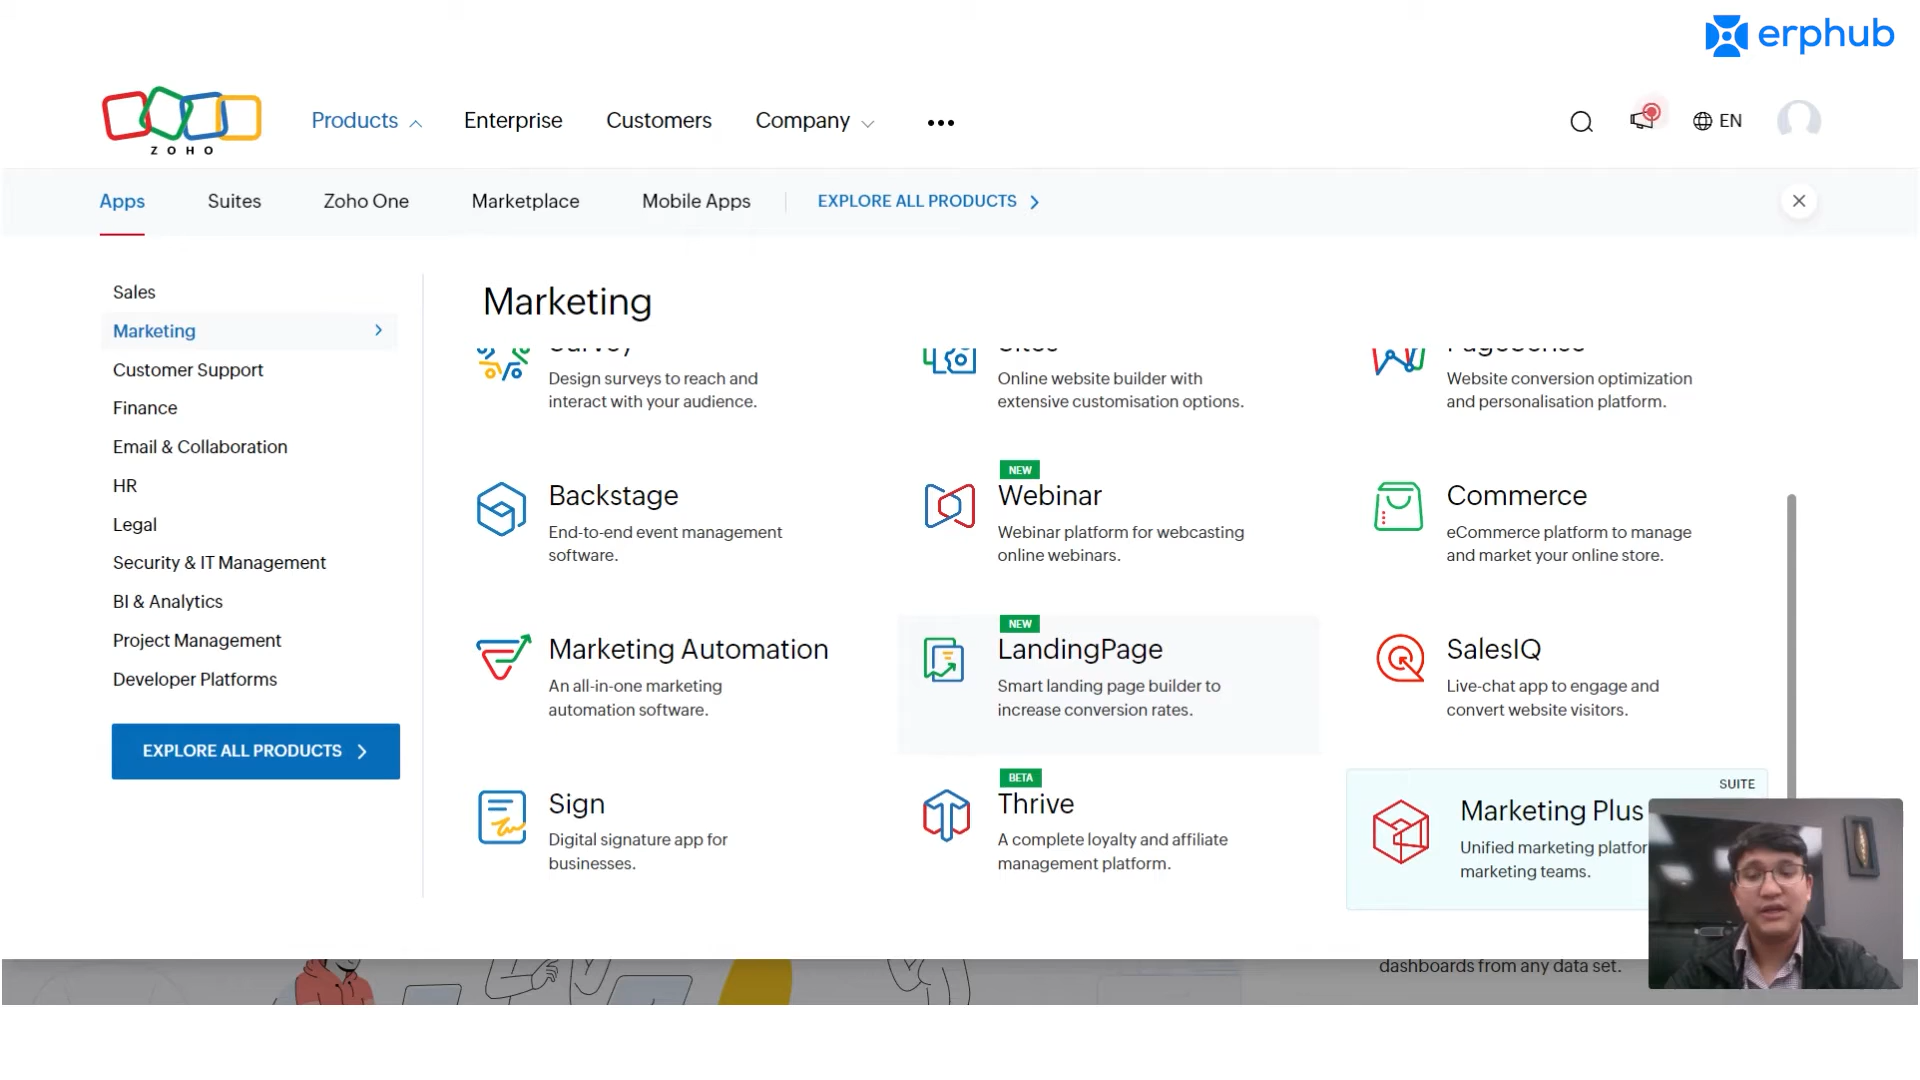 erphub
ZOHO
Products
Enterprise
Customers
Company
EN
Apps
Suites
Zoho One
Marketplace
Mobile Apps
EXPLORE ALL PRODUCTS
Sales
Marketing
Customer Support
Finance
Email & Collaboration
HR
Legal
Security & IT Management
BI & Analytics
Project Management
Developer Platforms
EXPLORE ALL PRODUCTS
Marketing
Survey
Design surveys to reach and
interact with your audience.
Sites
Online website builder with
extensive customisation options.
PageSense
Website conversion optimization
and personalisation platform.
Backstage
End-to-end event management
software.
NEW
Webinar
Webinar platform for webcasting
online webinars.
Commerce
eCommerce platform to manage
and market your online store.
Marketing Automation
An all-in-one marketing
automation software.
NEW
LandingPage
Smart landing page builder to
increase conversion rates.
SalesIQ
Live-chat app to engage and
convert website visitors.
Sign
Digital signature app for
businesses.
BETA
Thrive
A complete loyalty and affiliate
management platform.
SUITE
Marketing Plus
Unified marketing platfor
marketing teams.
dashboards from any data set.